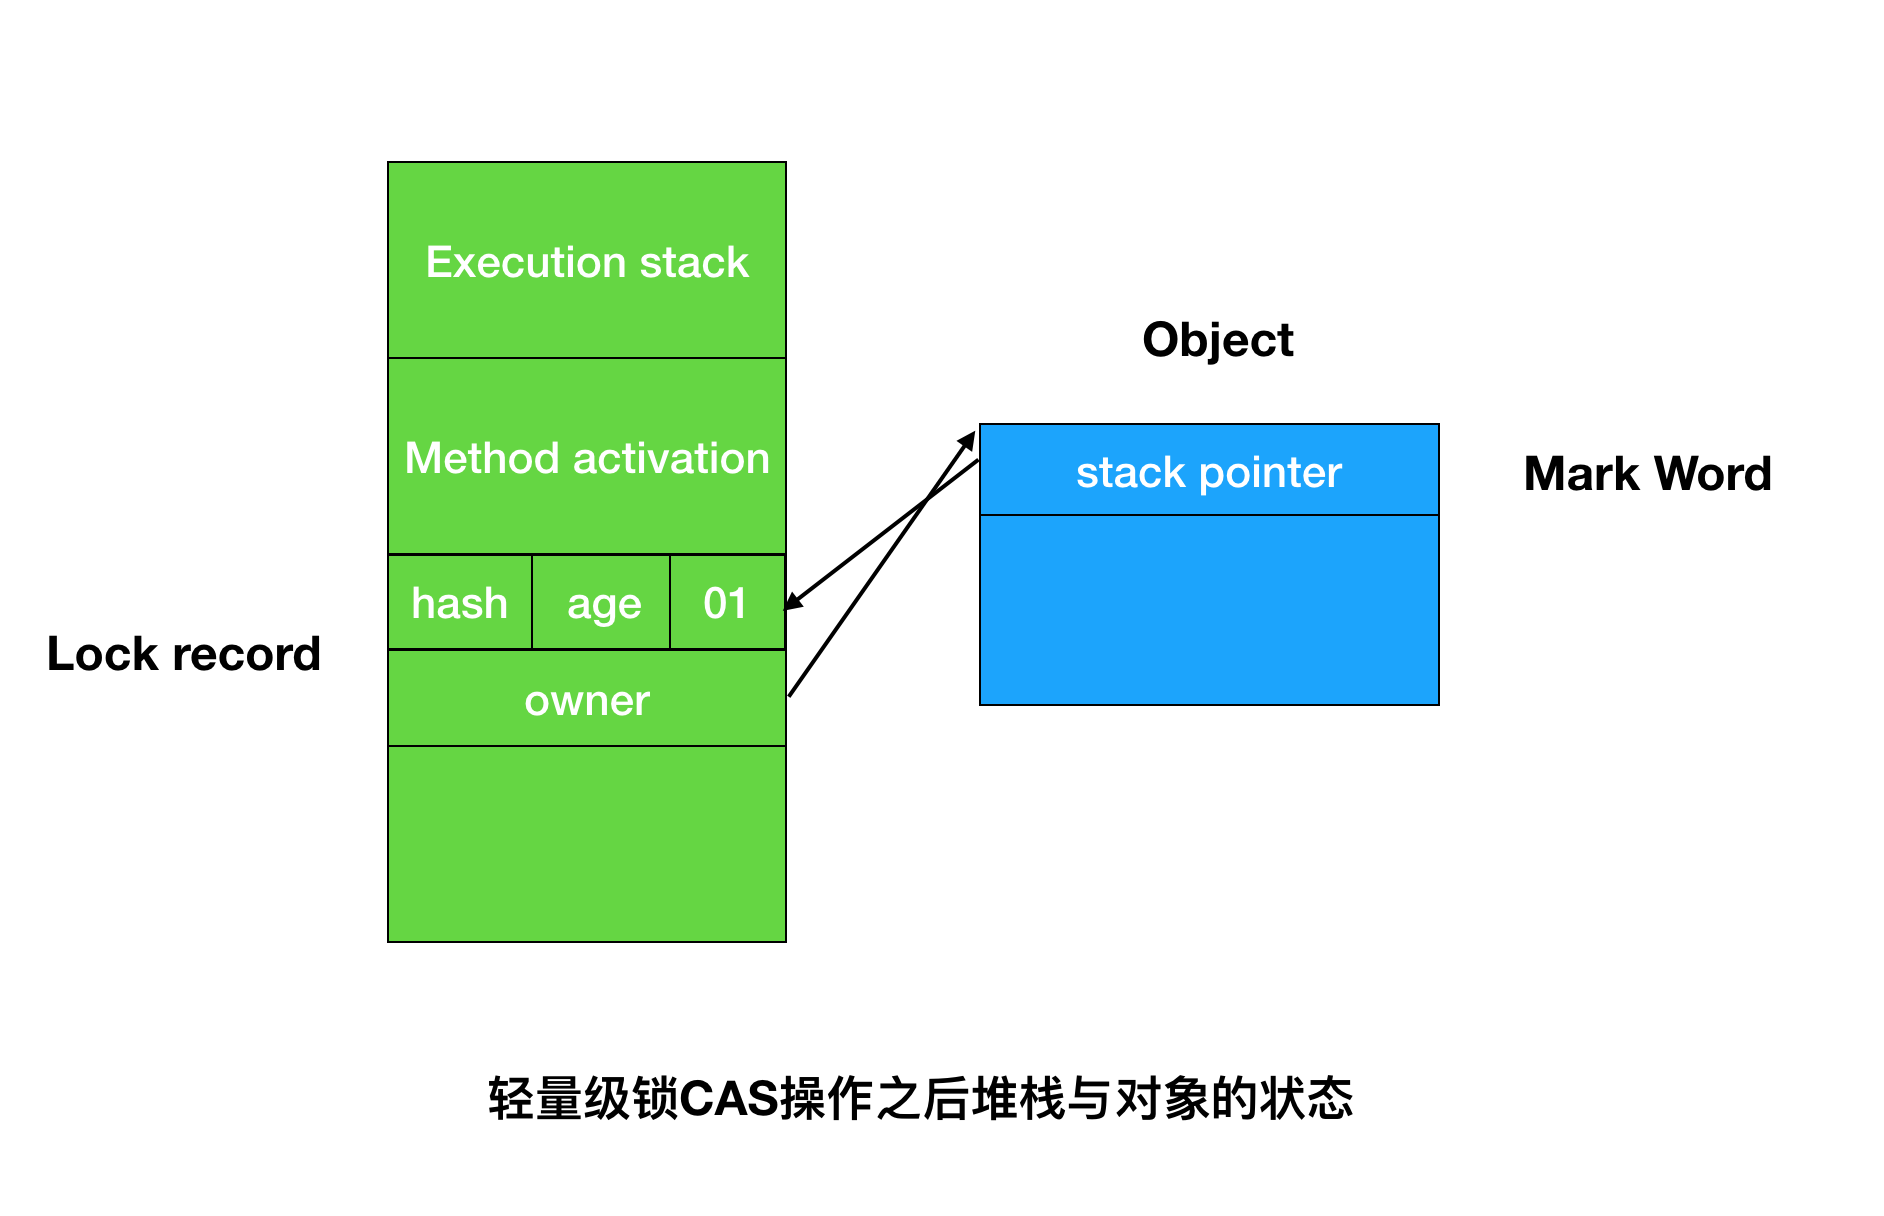 Execution stack
Object
Method activation
stack pointer
Mark Word
hash
age
01
Lock record
owner
轻量级锁CAS操作之后堆栈与对象的状态